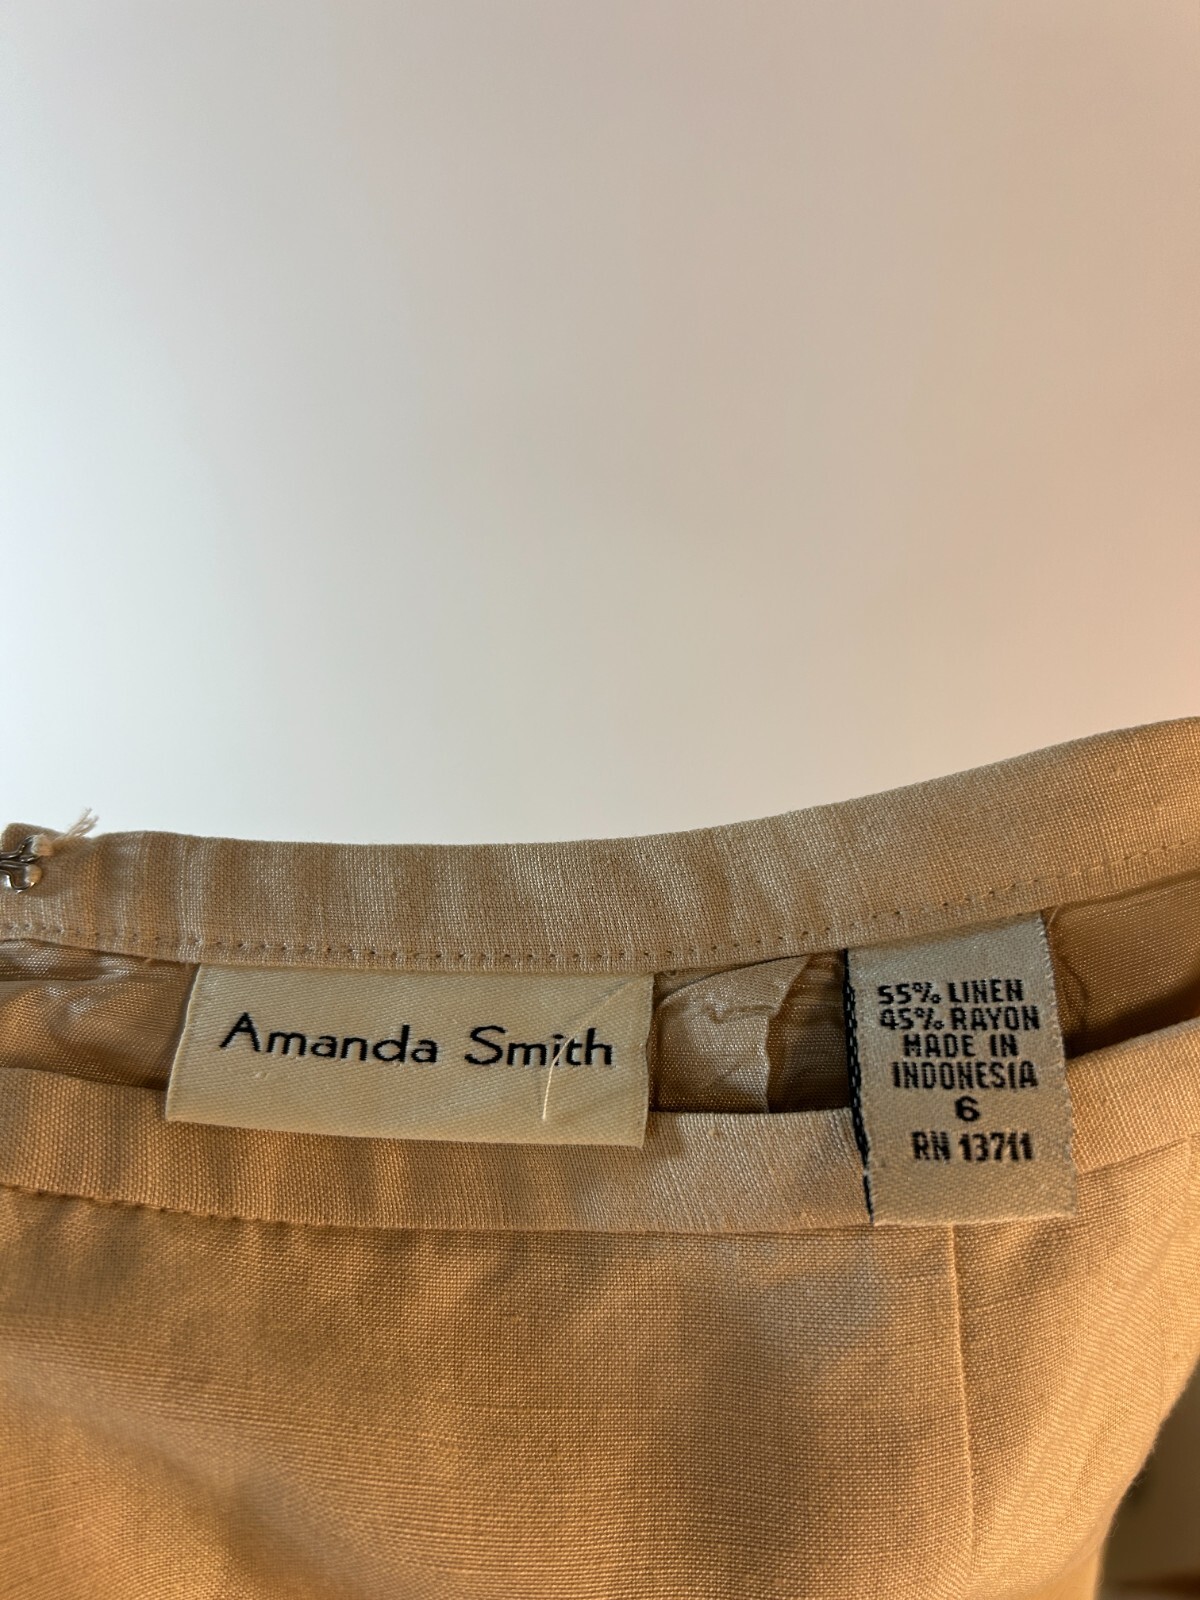 Amanda Smith
55% LINEN
45% RAYON
MADE IN
INDONESIA
6
RN 13711